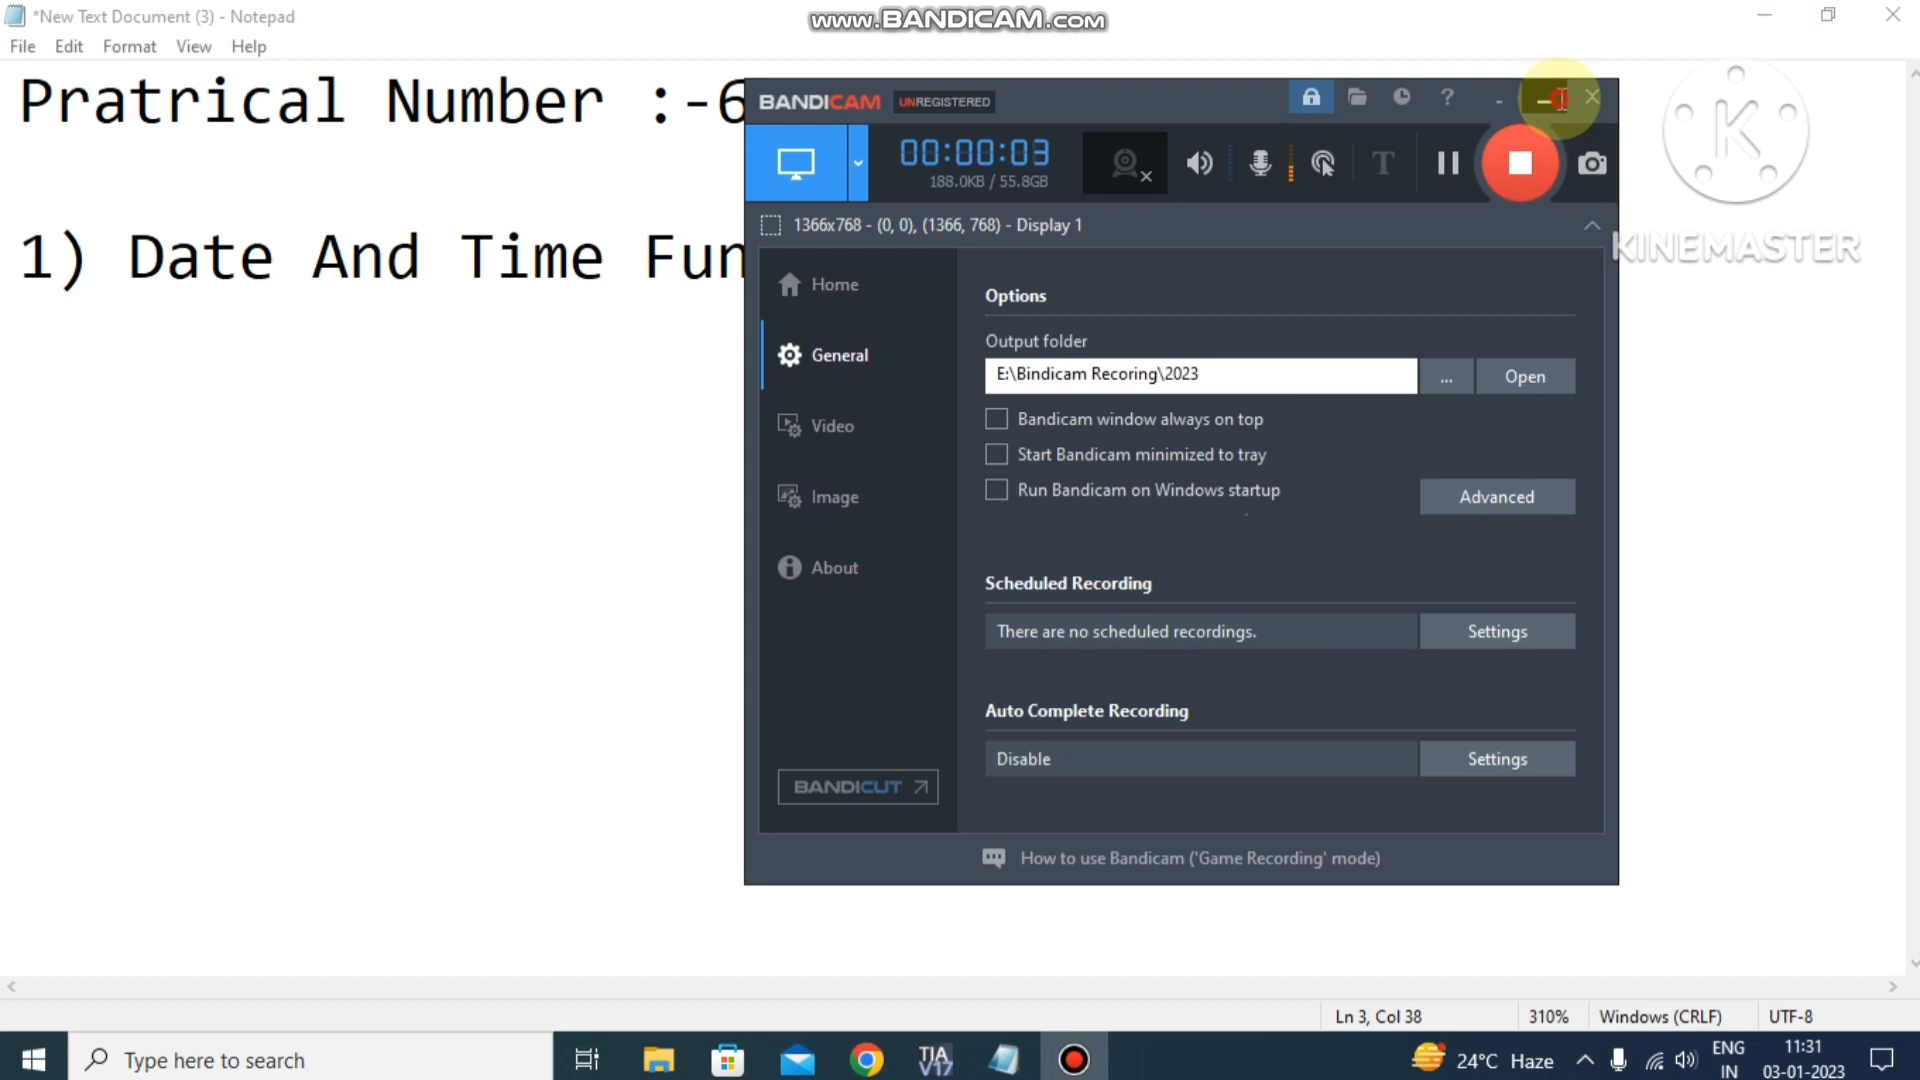 *New Text Document (3) - Notepad
www.BANDICAM.com
File Edit Format View Help
Pratrical Number :-6
1) Date And Time Fun
BANDICAM UNREGISTERED
00:00:03
188.0KB / 55.8GB
1366x768 - (0, 0), (1366, 768) - Display 1
K
KINEMASTER
Home
General
Video
Image
About
BANDICUT
Options
Output folder
E:\Bindicam Recoring\2023
... Open
Bandicam window always on top
Start Bandicam minimized to tray
Run Bandicam on Windows startup
Advanced
Scheduled Recording
There are no scheduled recordings. Settings
Auto Complete Recording
Disable Settings
How to use Bandicam ('Game Recording' mode)
Ln 3, Col 38 310% Windows (CRLF) UTF-8
Type here to search
TIA V17
24°C Haze
ENG IN
11:31
03-01-2023